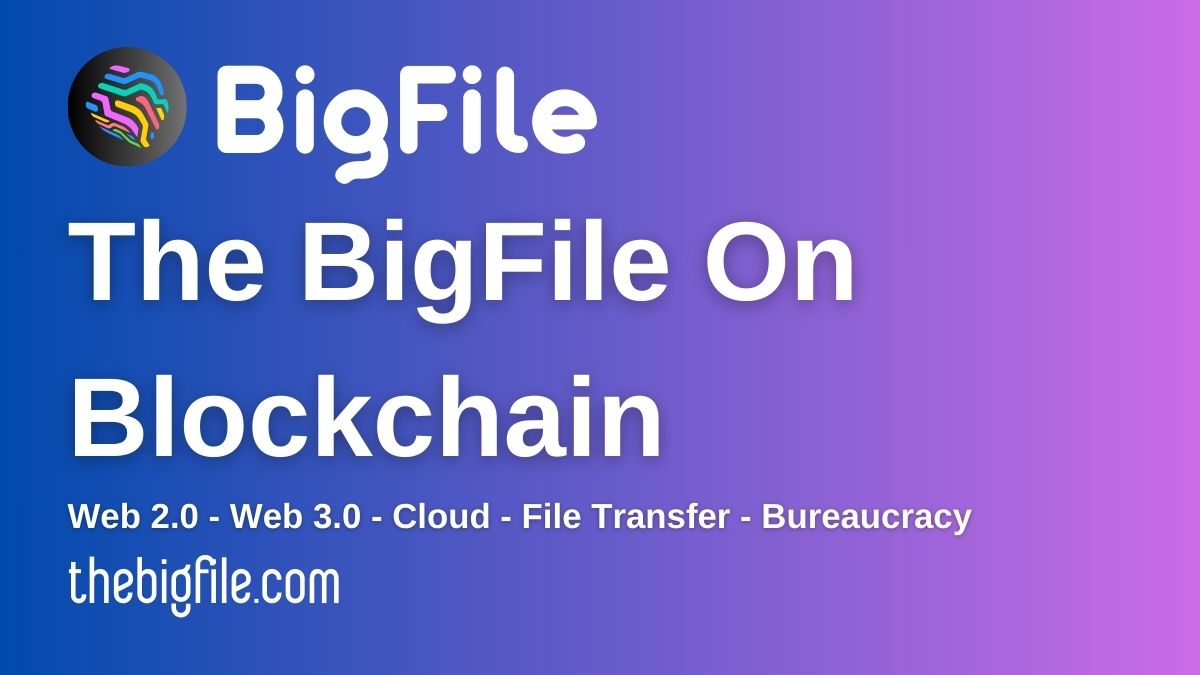 BigFile
The BigFile On
Blockchain
Web 2.0 - Web 3.0 - Cloud - File Transfer - Bureaucracy
thebigfile.com